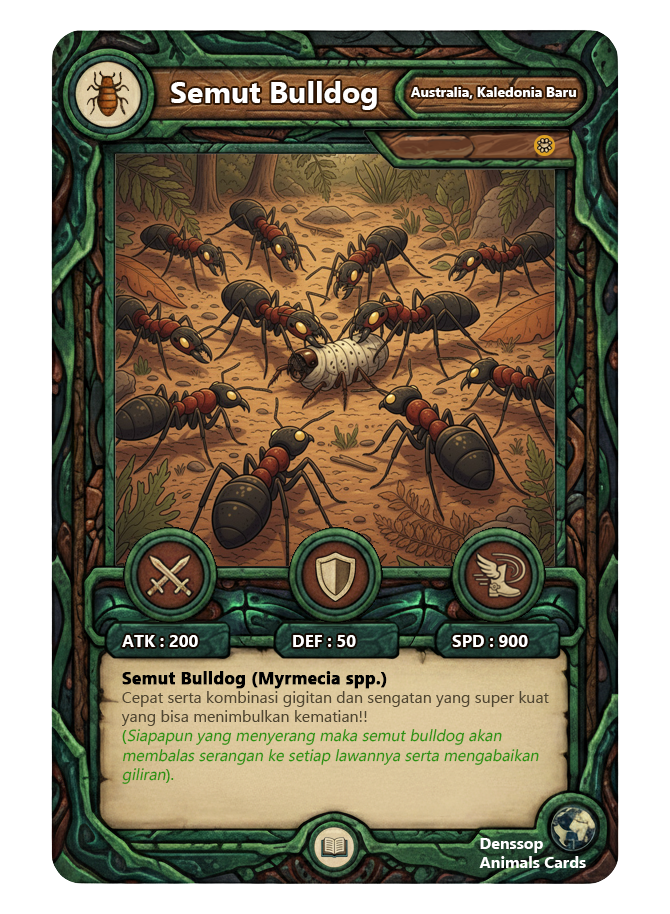 Semut Bulldog
Australia, Kaledonia Baru
ATK : 200
DEF : 50
SPD : 900
Semut Bulldog (Myrmecia spp.)
Cepat serta kombinasi gigitan dan sengatan yang super kuat
yang bisa menimbulkan kematian!!
(Siapapun yang menyerang maka semut bulldog akan
membalas serangan ke setiap lawannya serta mengabaikan
giliran).
Denssop
Animals Cards